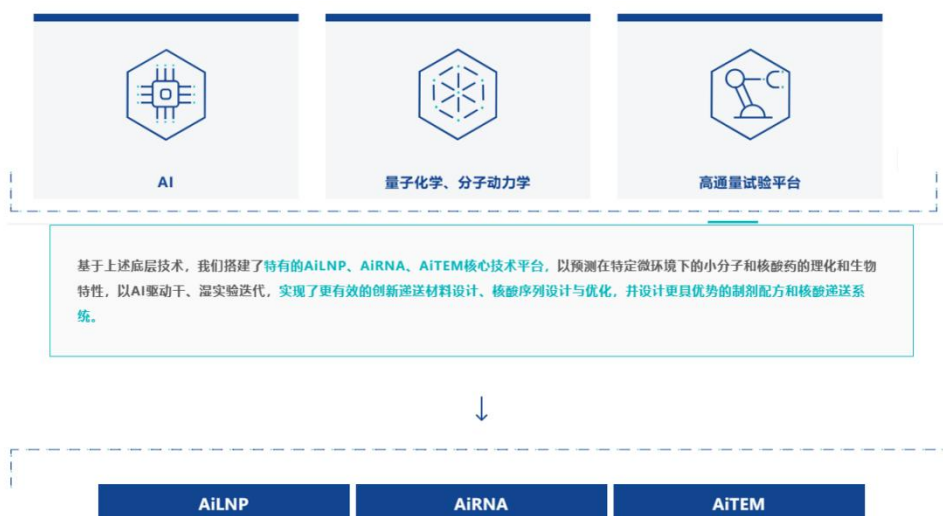 AI
量子化学、分子动力学
高通量试验平台
基于上述底层技术，我们搭建了特有的AiLNP、AiRNA、AiTEM核心技术平台，以预测在特定微环境下的小分子和核酸药的理化和生物
特性，以AI驱动干、湿实验迭代，实现了更有效的创新递送材料设计、核酸序列设计与优化，并设计更具优势的制剂配方和核酸递送系
统。
AiLNP
AiRNA
AiTEM